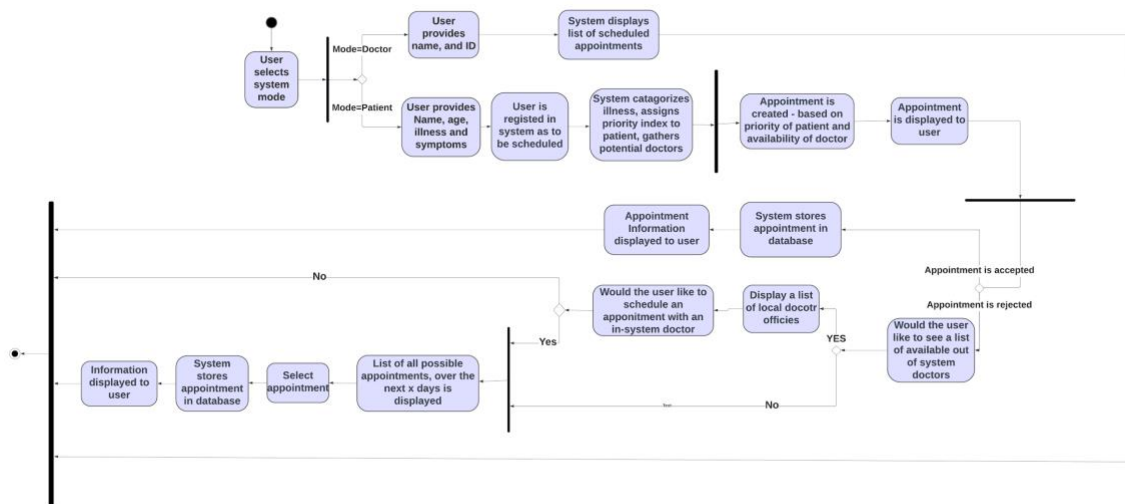 User
selects
system
mode
Mode=Doctor
User
provides
name, and ID
System displays
list of scheduled
appointments
Mode=Patient
User provides
Name, age,
illness and
symptoms
User is
registed in
system as to
be scheduled
System catagorizes
illness, assigns
priority index to
patient, gathers
potential doctors
Appointment is
created - based on
priority of patient and
availability of doctor
Appointment
is displayed to
user
Appointment
Information
displayed to user
System stores
appointment in
database
Appointment is accepted
Appointment is rejected
Would the user
like to see a list
of available out of
system doctors
YES
Display a list
of local docotr
officies
Would the user like to
schedule an
apponitment with an
in-system doctor
No
Yes
No
List of all possible
appointments, over the
next x days is
displayed
Select
appointment
System
stores
appointment
in database
Information
displayed to
user